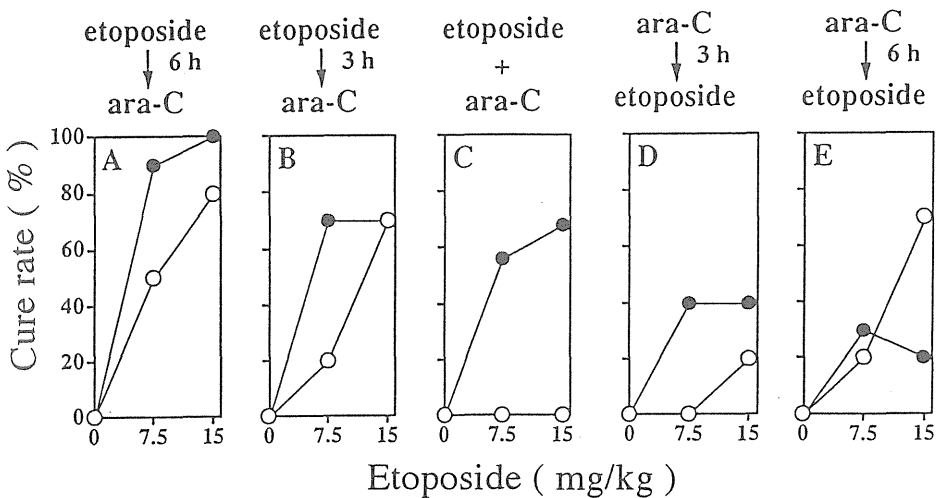 etoposide
6 h
ara-C
etoposide
3 h
ara-C
etoposide
+
ara-C
ara-C
3 h
etoposide
ara-C
6 h
etoposide
Cure rate ( % )
100
80
60
40
20
0
A
B
C
D
E
0 7.5 15
0 7.5 15
0 7.5 15
0 7.5 15
0 7.5 15
Etoposide ( mg/kg )